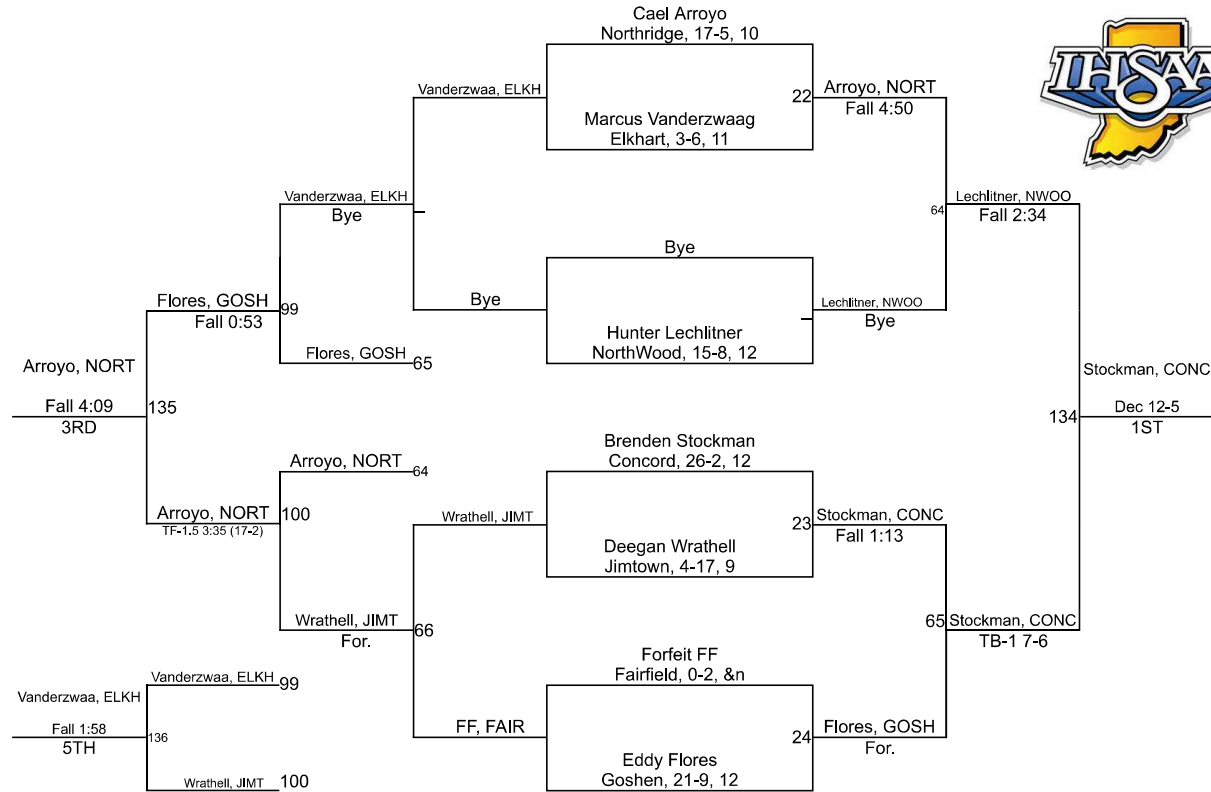 Cael Arroyo
Northridge, 17-5, 10
IHSAA
Vanderzwaa, ELKH
22
Arroyo, NORT
Fall 4:50
Marcus Vanderzwaag
Elkhart, 3-6, 11
Vanderzwaa, ELKH
Bye
64
Lechlitner, NWOO
Fall 2:34
Bye
Flores, GOSH
Fall 0:53
99
Bye
Lechlitner, NWOO
Bye
Hunter Lechlitner
NorthWood, 15-8, 12
Flores, GOSH
65
Arroyo, NORT
Fall 4:09
3RD
135
Stockman, CONC
134
Dec 12-5
1ST
Brenden Stockman
Concord, 26-2, 12
Arroyo, NORT
64
Arroyo, NORT
TF-1.5 3:35 (17-2)
100
Wrathell, JIMT
23
Stockman, CONC
Fall 1:13
Deegan Wrathell
Jimtown, 4-17, 9
Wrathell, JIMT
For.
66
65
Stockman, CONC
TB-1 7-6
Forfeit FF
Fairfield, 0-2, &n
Vanderzwaa, ELKH
99
Vanderzwaa, ELKH
Fall 1:58
5TH
136
FF, FAIR
24
Flores, GOSH
For.
Eddy Flores
Goshen, 21-9, 12
Wrathell, JIMT
100